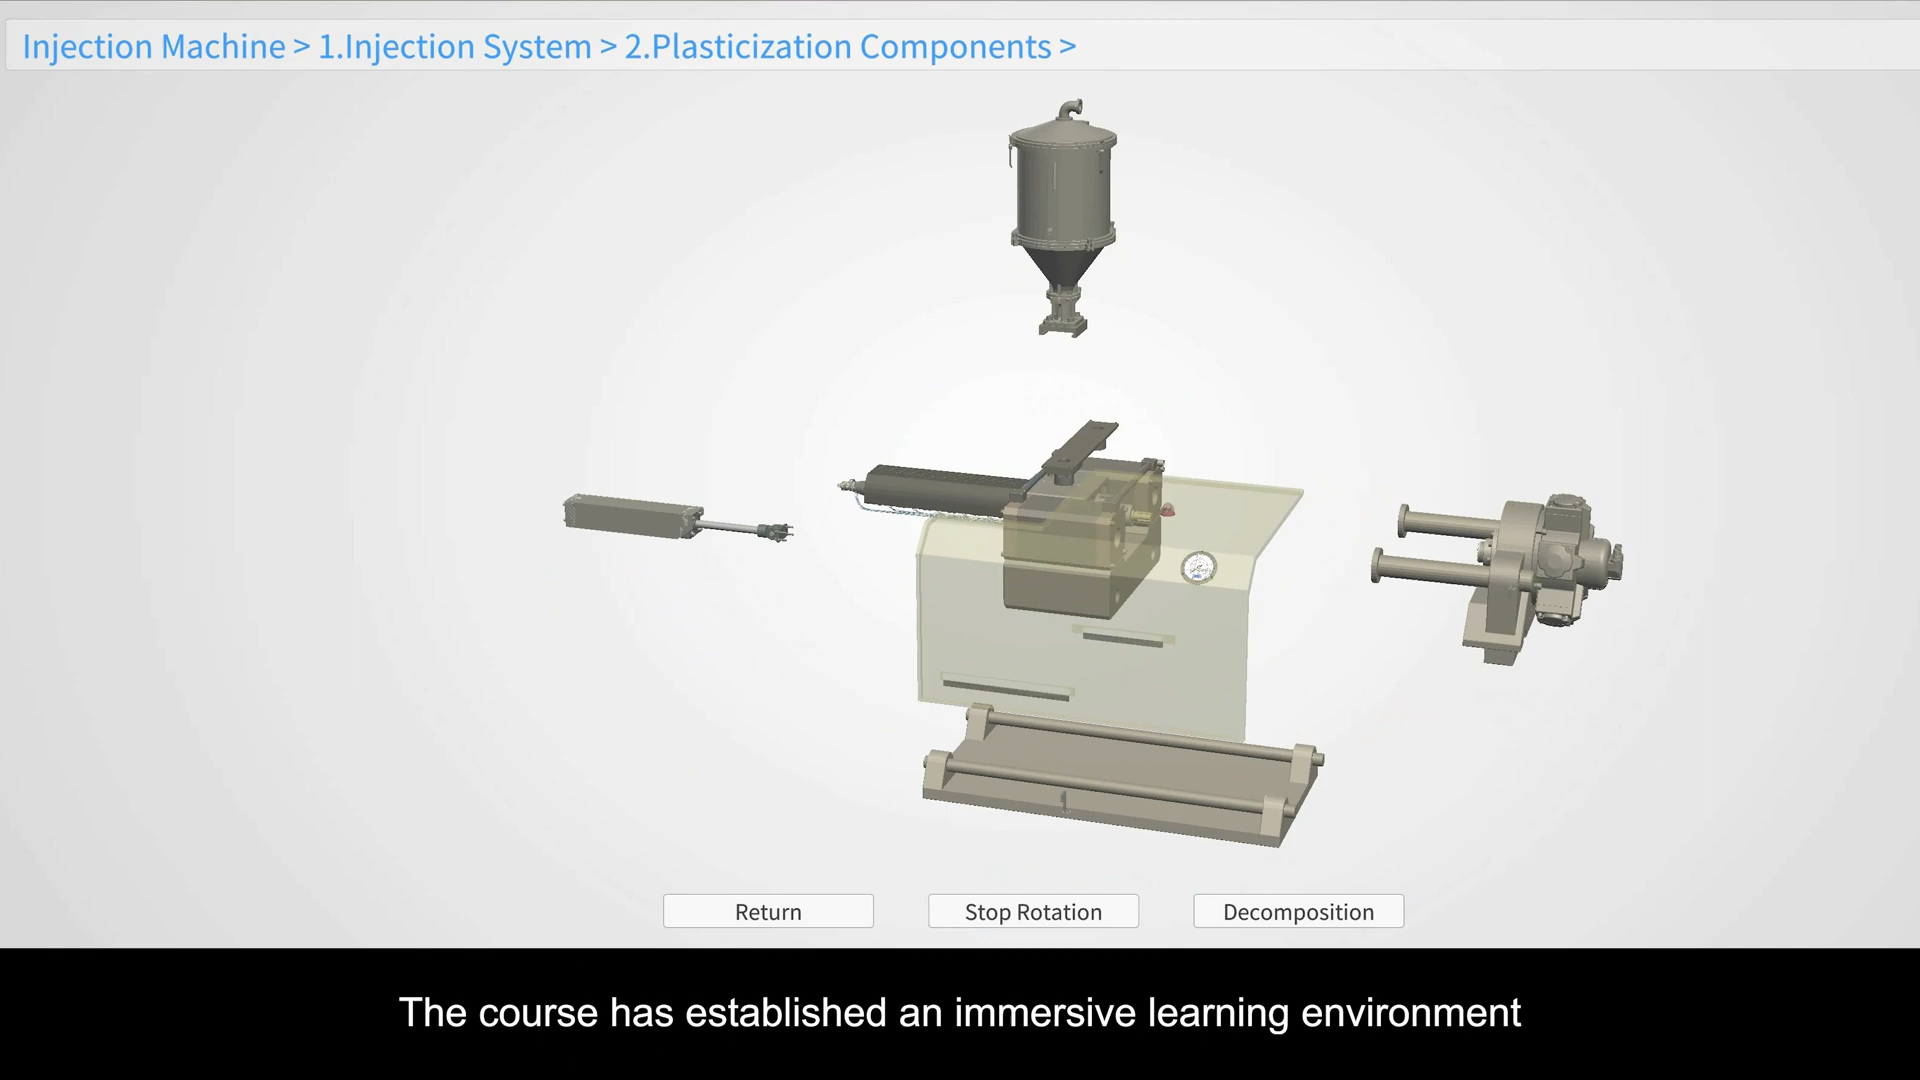 Injection Machine > 1.Injection System > 2.Plasticization Components >
Return
Stop Rotation
Decomposition
The course has established an immersive learning environment